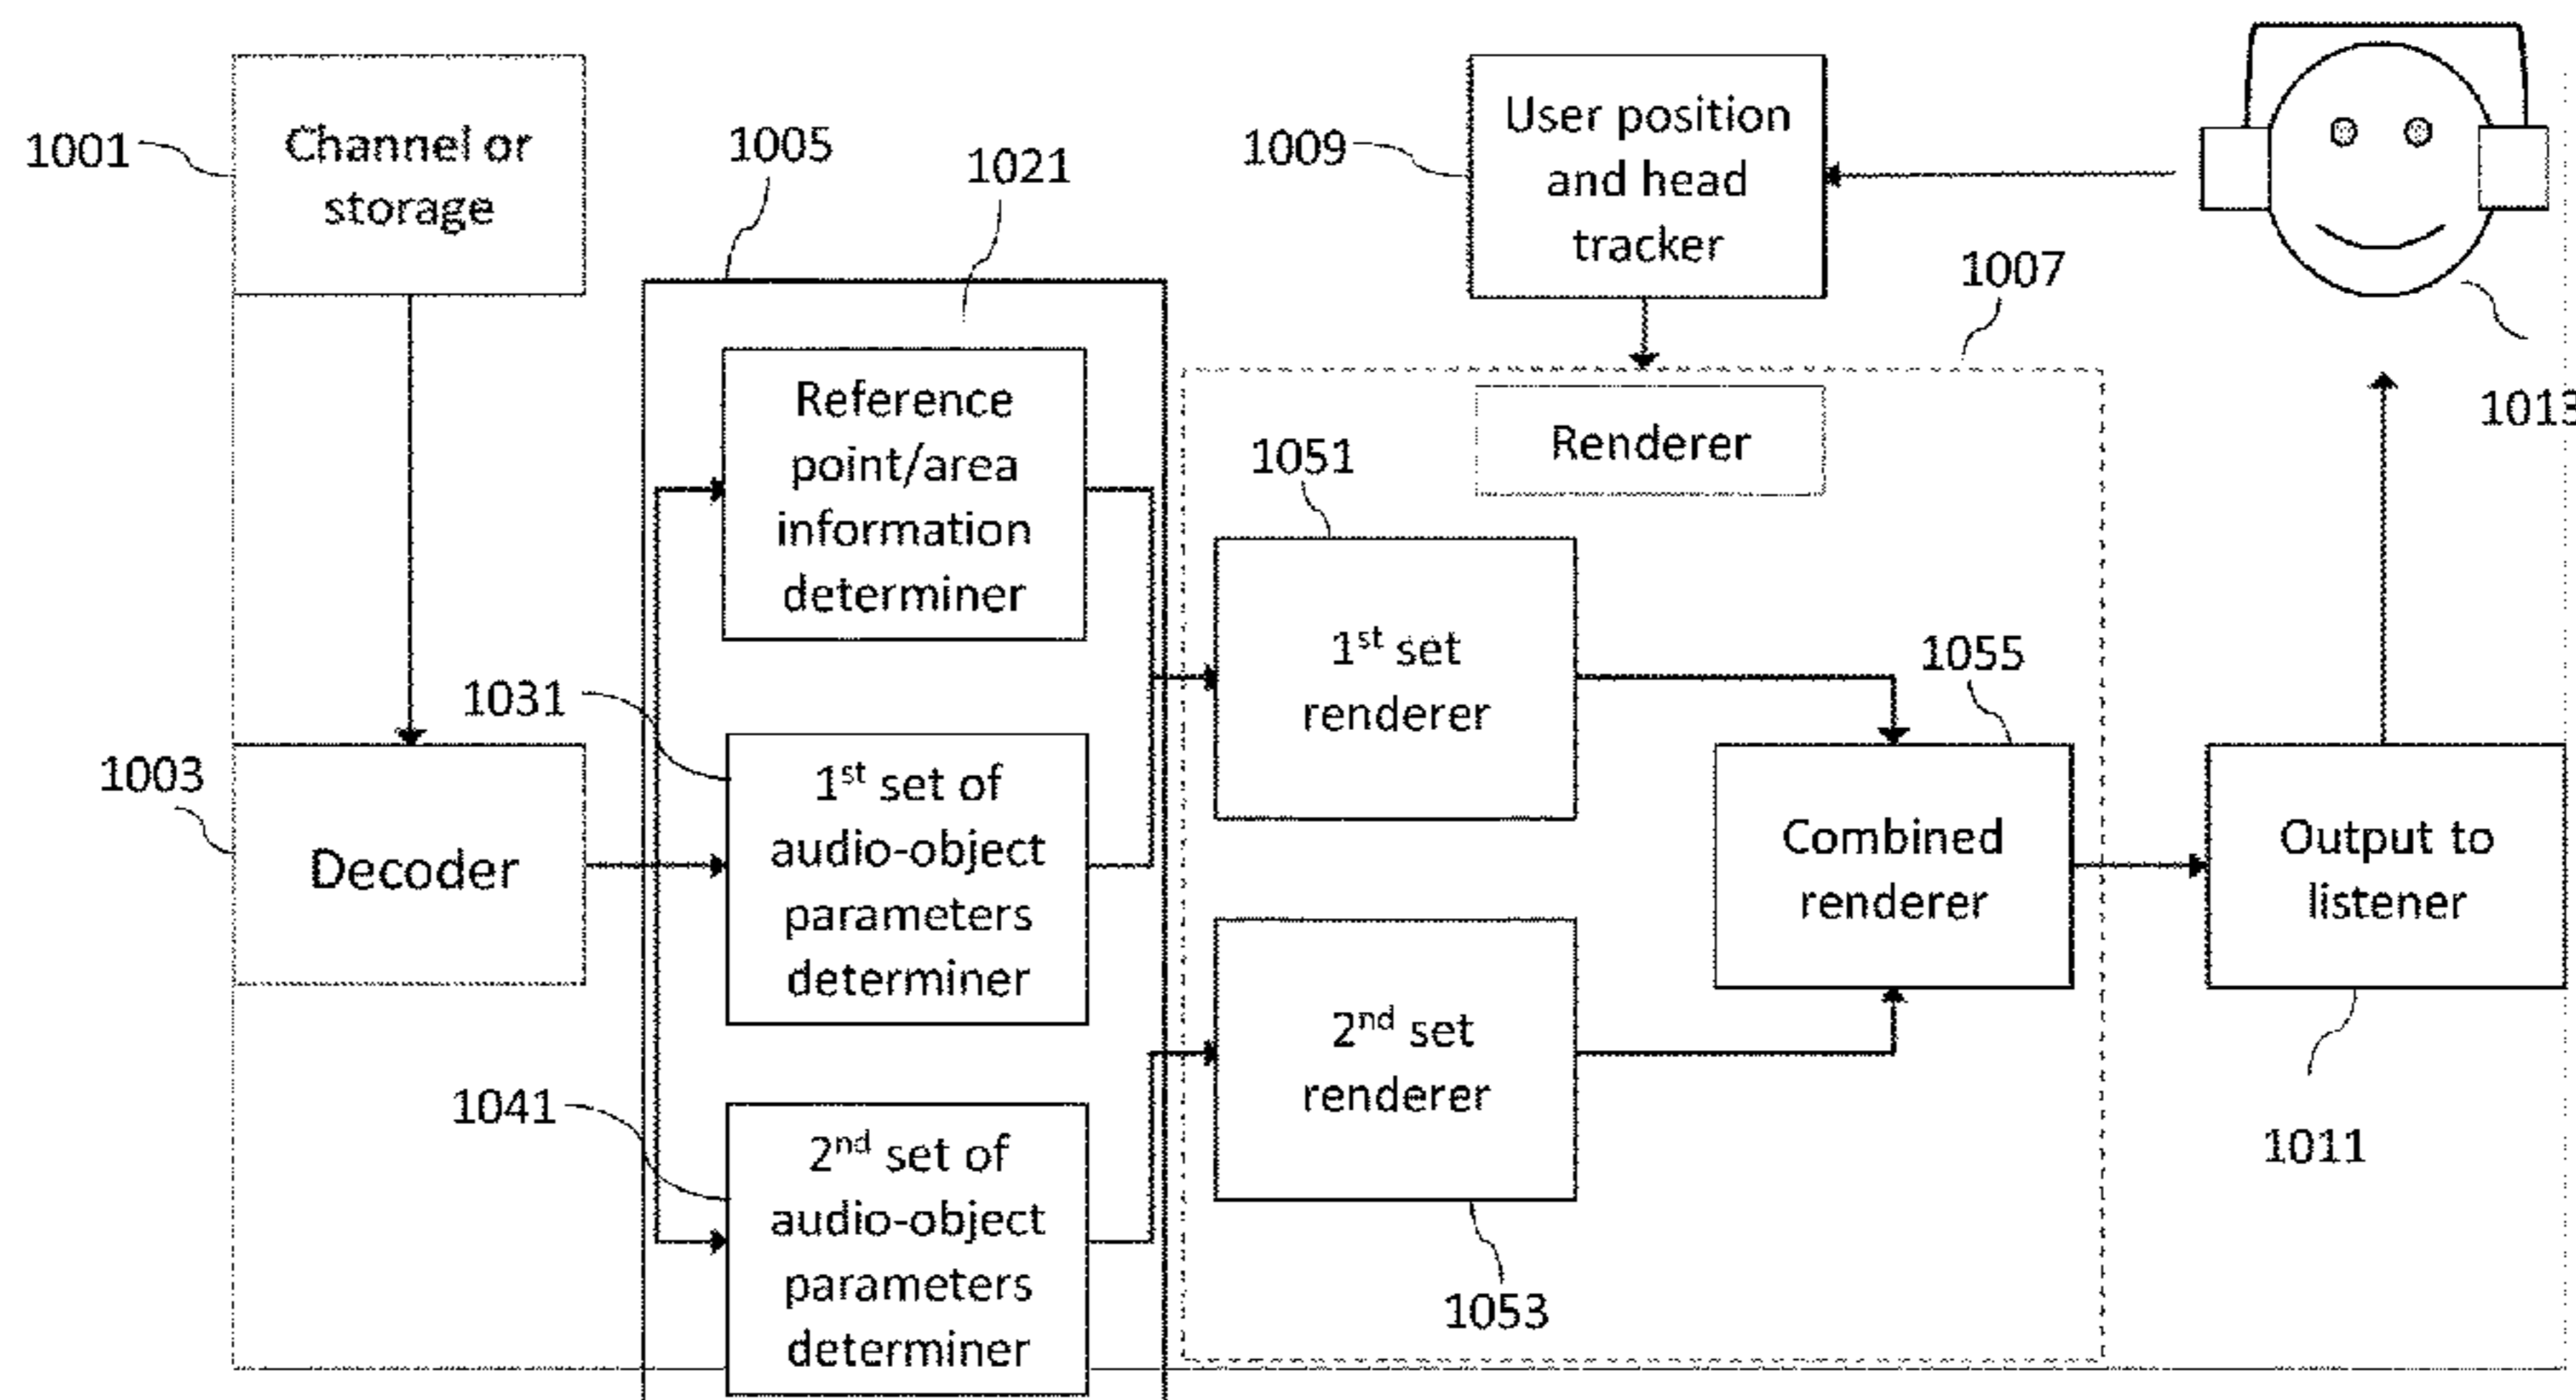 1001
Channel or
storage
1005
1021
1009
User position
and head
tracker
1007
1013
Reference
point/area
information
determiner
Renderer
1051
1st set
renderer
1031
1st set of
audio-object
parameters
determiner
1003
Decoder
1055
Combined
renderer
Output to
listener
1011
1041
2nd set of
audio-object
parameters
determiner
2nd set
renderer
1053